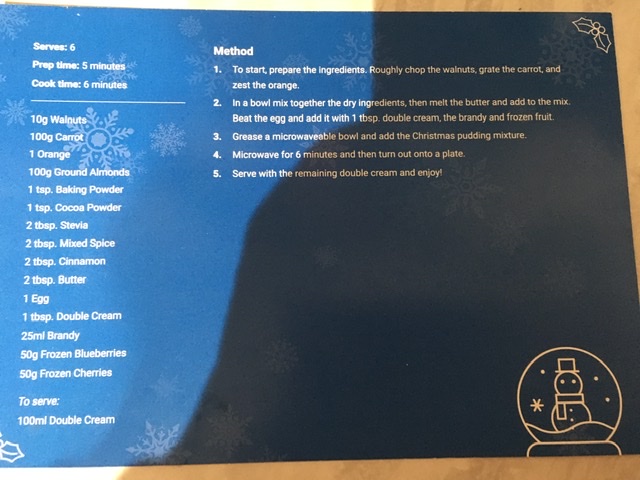 Serves: 6
Prep time: 5 minutes
Cook time: 6 minutes
10g Walnuts
100g Carrot
1 Orange
100g Ground Almonds
1 tsp. Baking Powder
1 tsp. Cocoa Powder
2 tbsp. Stevia
2 tbsp. Mixed Spice
2 tbsp. Cinnamon
2 tbsp. Butter
1 Egg
1 tbsp. Double Cream
25ml Brandy
50g Frozen Blueberries
50g Frozen Cherries
To serve:
100ml Double Cream
Method
1. To start, prepare the ingredients. Roughly chop the walnuts, grate the carrot, and
zest the orange.
2. In a bowl mix together the dry ingredients, then melt the butter and add to the mix.
Beat the egg and add it with 1 tbsp. double cream, the brandy and frozen fruit.
3. Grease a microwaveable bowl and add the Christmas pudding mixture.
4. Microwave for 6 minutes and then turn out onto a plate.
5. Serve with the remaining double cream and enjoy!